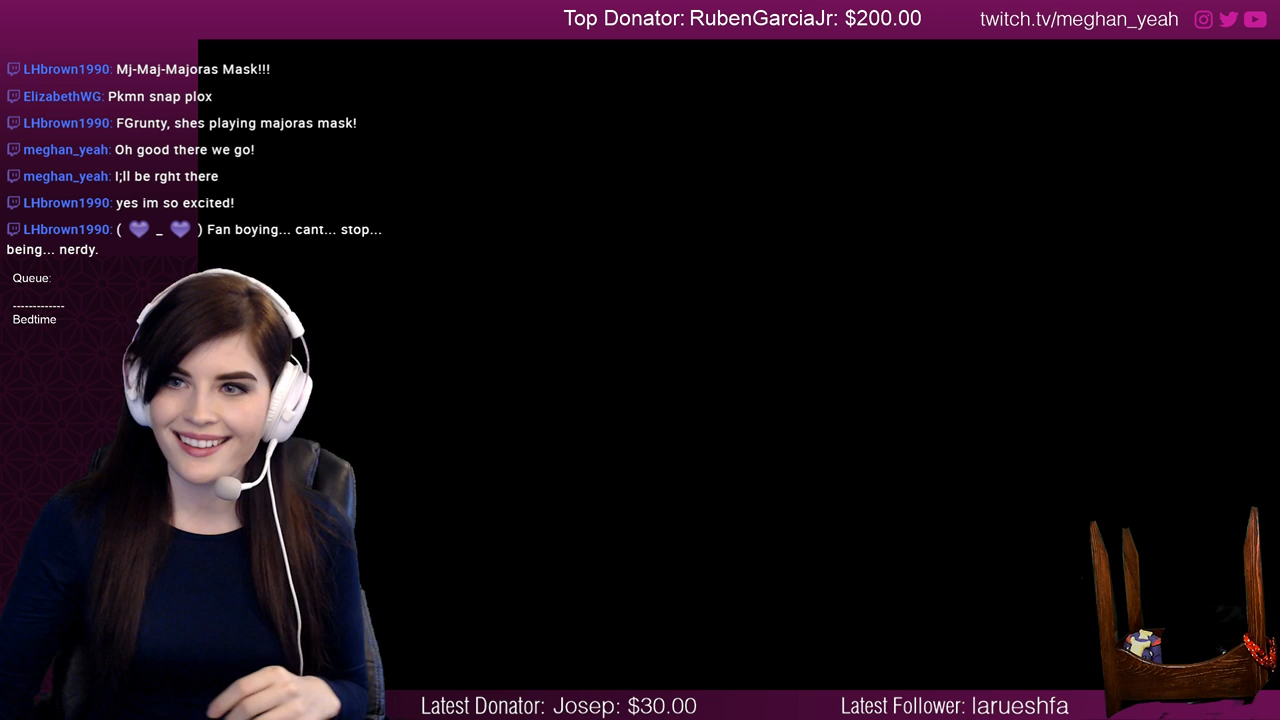 Top Donator: RubenGarciaJr: $200.00
twitch.tv/meghan_yeah
LHbrown1990: Mj-Maj-Majoras Mask!!!
ElizabethWG: Pkmn snap plox
LHbrown1990: FGrunty, shes playing majoras mask!
meghan_yeah: Oh good there we go!
meghan_yeah: I;ll be rght there
LHbrown1990: yes im so excited!
LHbrown1990: ( 💜 _ 💜 ) Fan boying... cant... stop...
being... nerdy.
Queue:
-------------
Bedtime
Latest Donator: Josep: $30.00
Latest Follower: larueshfa